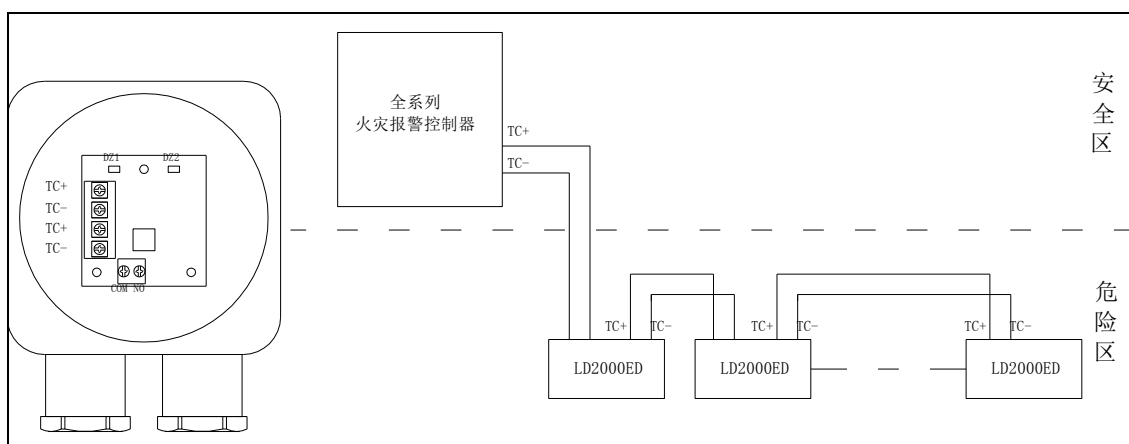 DZ1
DZ2
TC+
TC-
TC+
TC-
COM NO
全系列
火灾报警控制器
TC+
TC-
安全区
危险区
TC+
TC-
TC+
TC-
TC+
TC-
LD2000ED
LD2000ED
LD2000ED